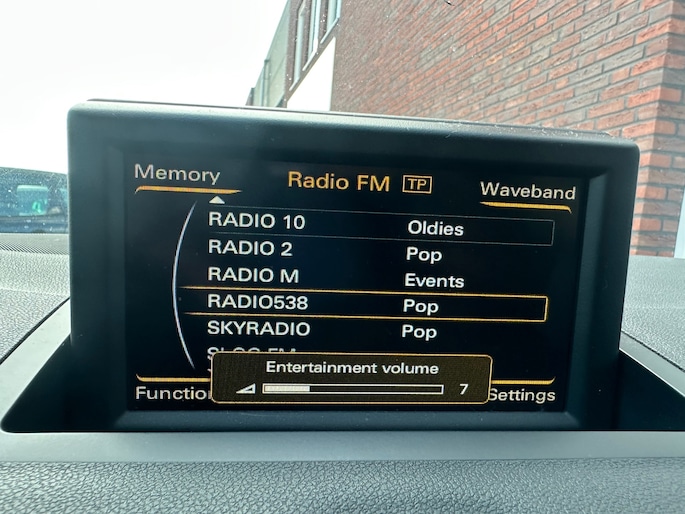 Memory Radio FM TP Waveband
RADIO 10 Oldies
RADIO 2 Pop
RADIO M Events
RADIO538 Pop
SKYRADIO Pop
Entertainment volume
7
Settings